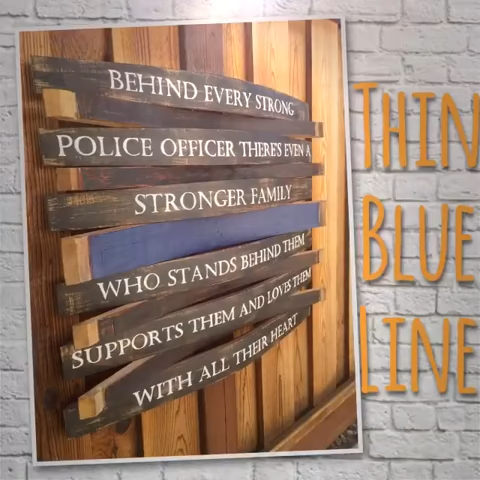 BEHIND EVERY STRONG
POLICE OFFICER THERE'S EVEN A
STRONGER FAMILY
WHO STANDS BEHIND THEM
SUPPORTS THEM AND LOVES THEM
WITH ALL THEIR HEART
THIN
BLUE
LINE